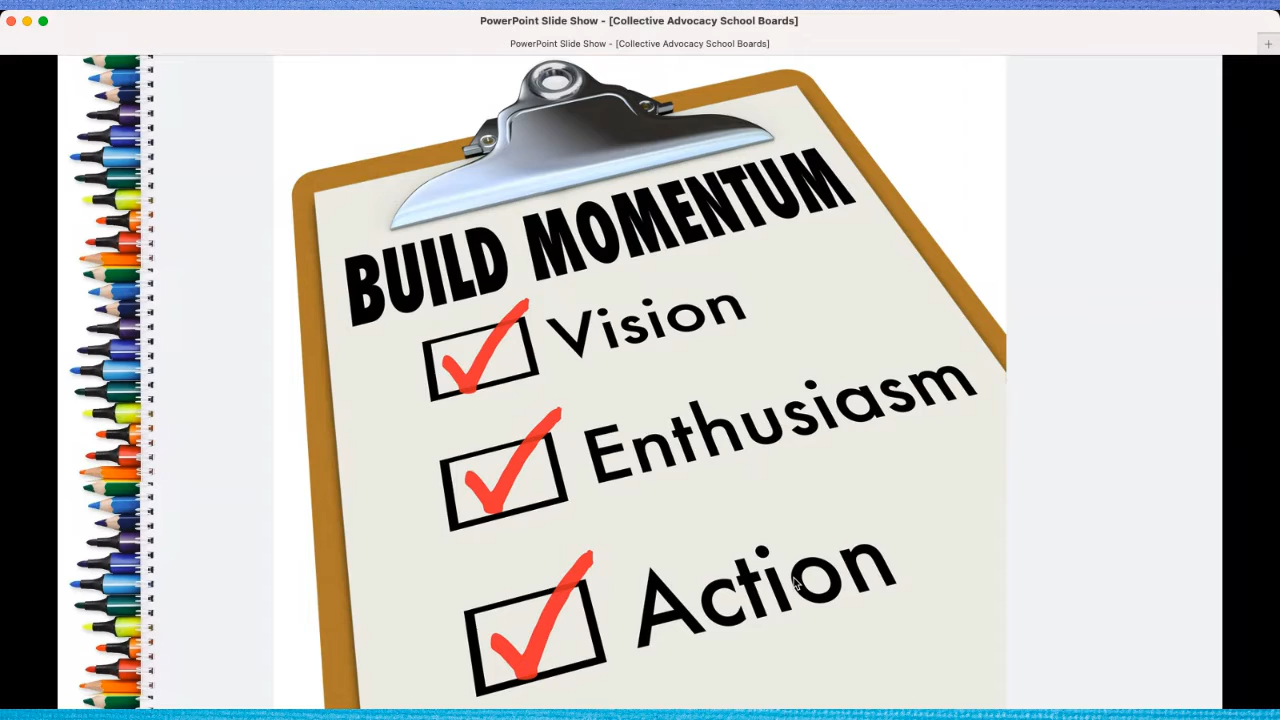 PowerPoint Slide Show - [Collective Advocacy School Boards]
PowerPoint Slide Show - [Collective Advocacy School Boards]
BUILD MOMENTUM
Vision
Enthusiasm
Action